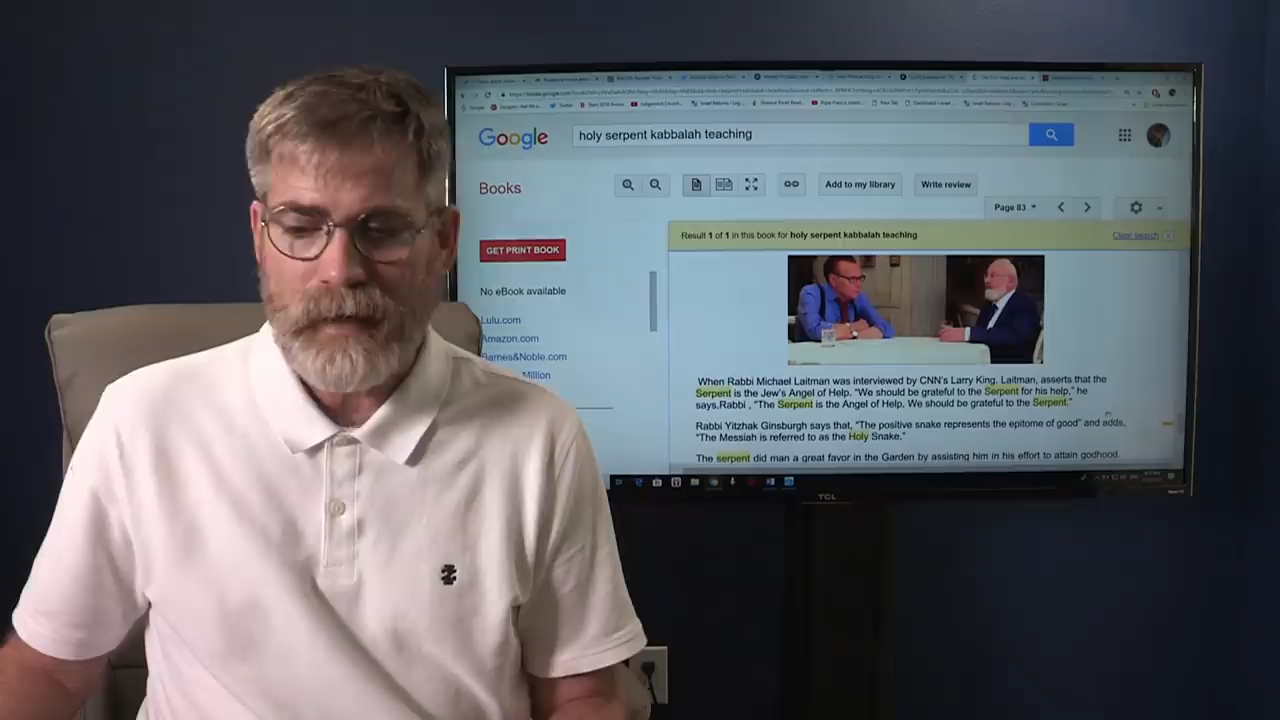 Google
holy serpent kabbalah teaching
Books
Add to my library
Write review
Page 83
Result 1 of 1 in this book for holy serpent kabbalah teaching
Clear search
GET PRINT BOOK
No eBook available
Lulu.com
Amazon.com
Barnes&Noble.com
Million
When Rabbi Michael Laitman was interviewed by CNN's Larry King. Laitman, asserts that the
Serpent is the Jew's Angel of Help. "We should be grateful to the Serpent for his help," he
says.Rabbi , "The Serpent is the Angel of Help. We should be grateful to the Serpent."
Rabbi Yitzhak Ginsburgh says that, "The positive snake represents the epitome of good" and adds,
"The Messiah is referred to as the Holy Snake."
The serpent did man a great favor in the Garden by assisting him in his effort to attain godhood.
TCL